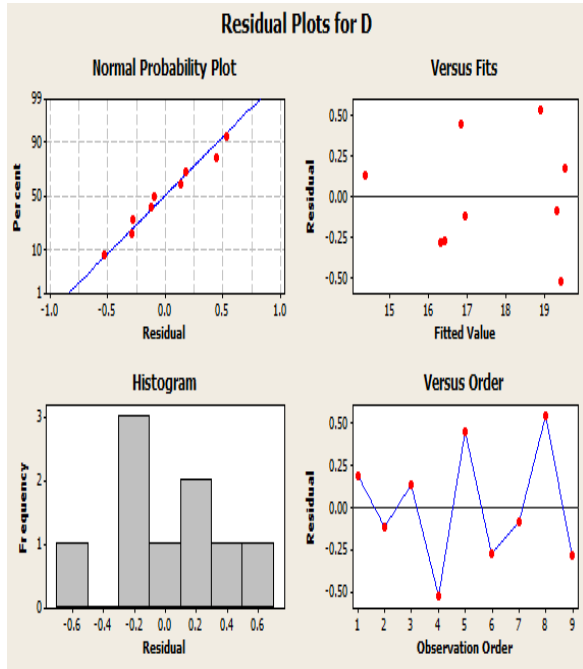 Residual Plots for D
Normal Probability Plot
99
90
50
10
1
Percent
-1.0 -0.5 0.0 0.5 1.0
Residual
Versus Fits
0.50
0.25
0.00
-0.25
-0.50
Residual
15 16 17 18 19
Fitted Value
Histogram
3
2
1
0
Frequency
-0.6 -0.4 -0.2 0.0 0.2 0.4 0.6
Residual
Versus Order
0.50
0.25
0.00
-0.25
-0.50
Residual
1 2 3 4 5 6 7 8 9
Observation Order